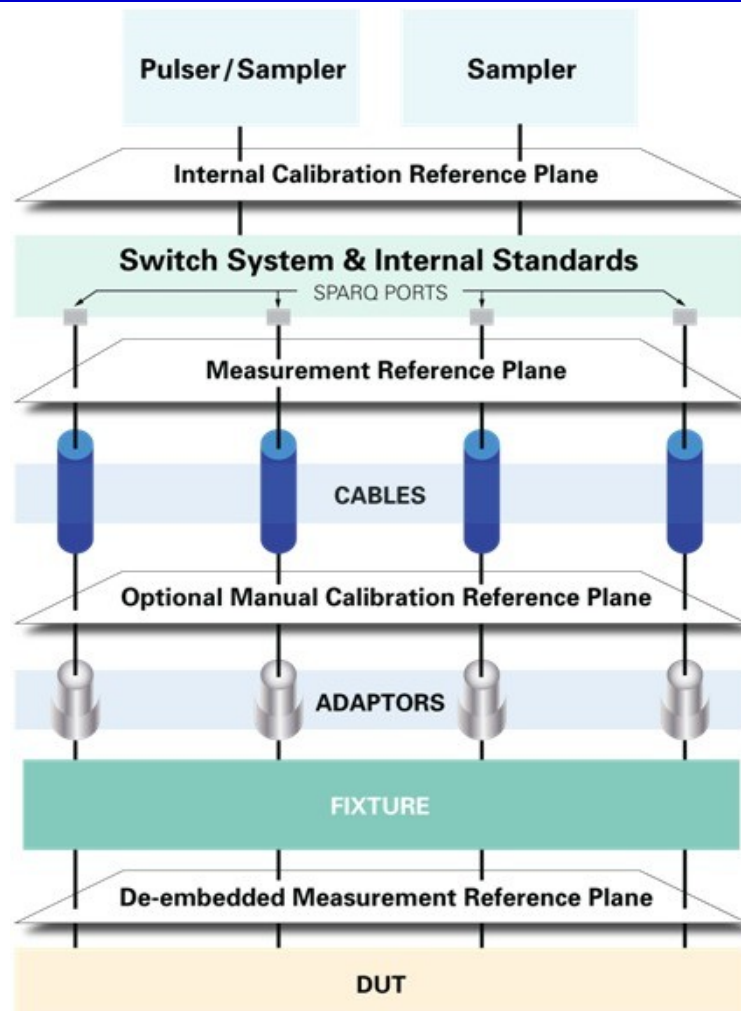 Pulser/Sampler
Sampler
Internal Calibration Reference Plane
Switch System & Internal Standards
SPARQ PORTS
Measurement Reference Plane
CABLES
Optional Manual Calibration Reference Plane
ADAPTORS
FIXTURE
De-embedded Measurement Reference Plane
DUT